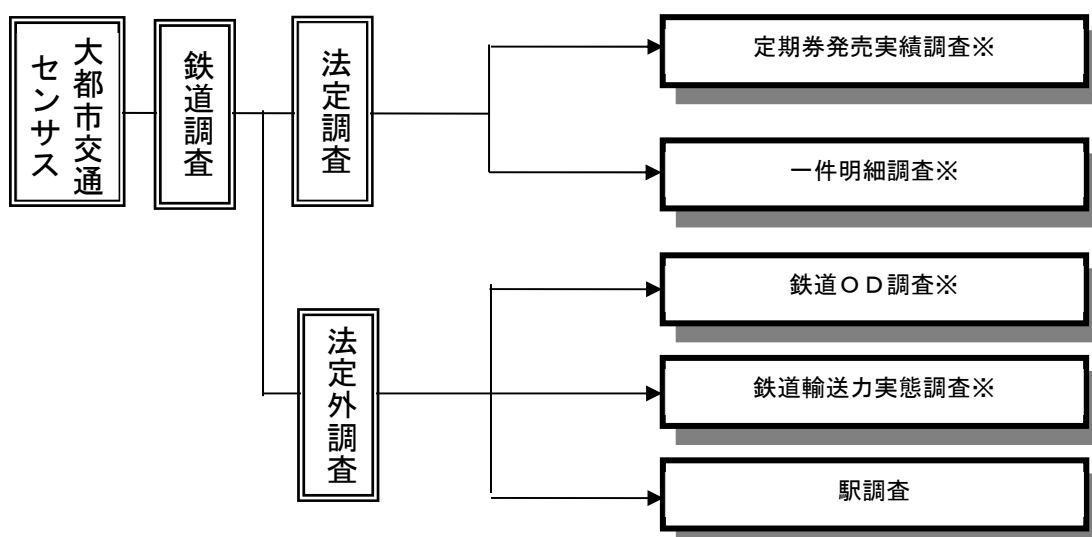 大都市交通
センサス
鉄道調査
法定調査
定期券発売実績調査※
一件明細調査※
法定外調査
鉄道OD調査※
鉄道輸送力実態調査※
駅調査